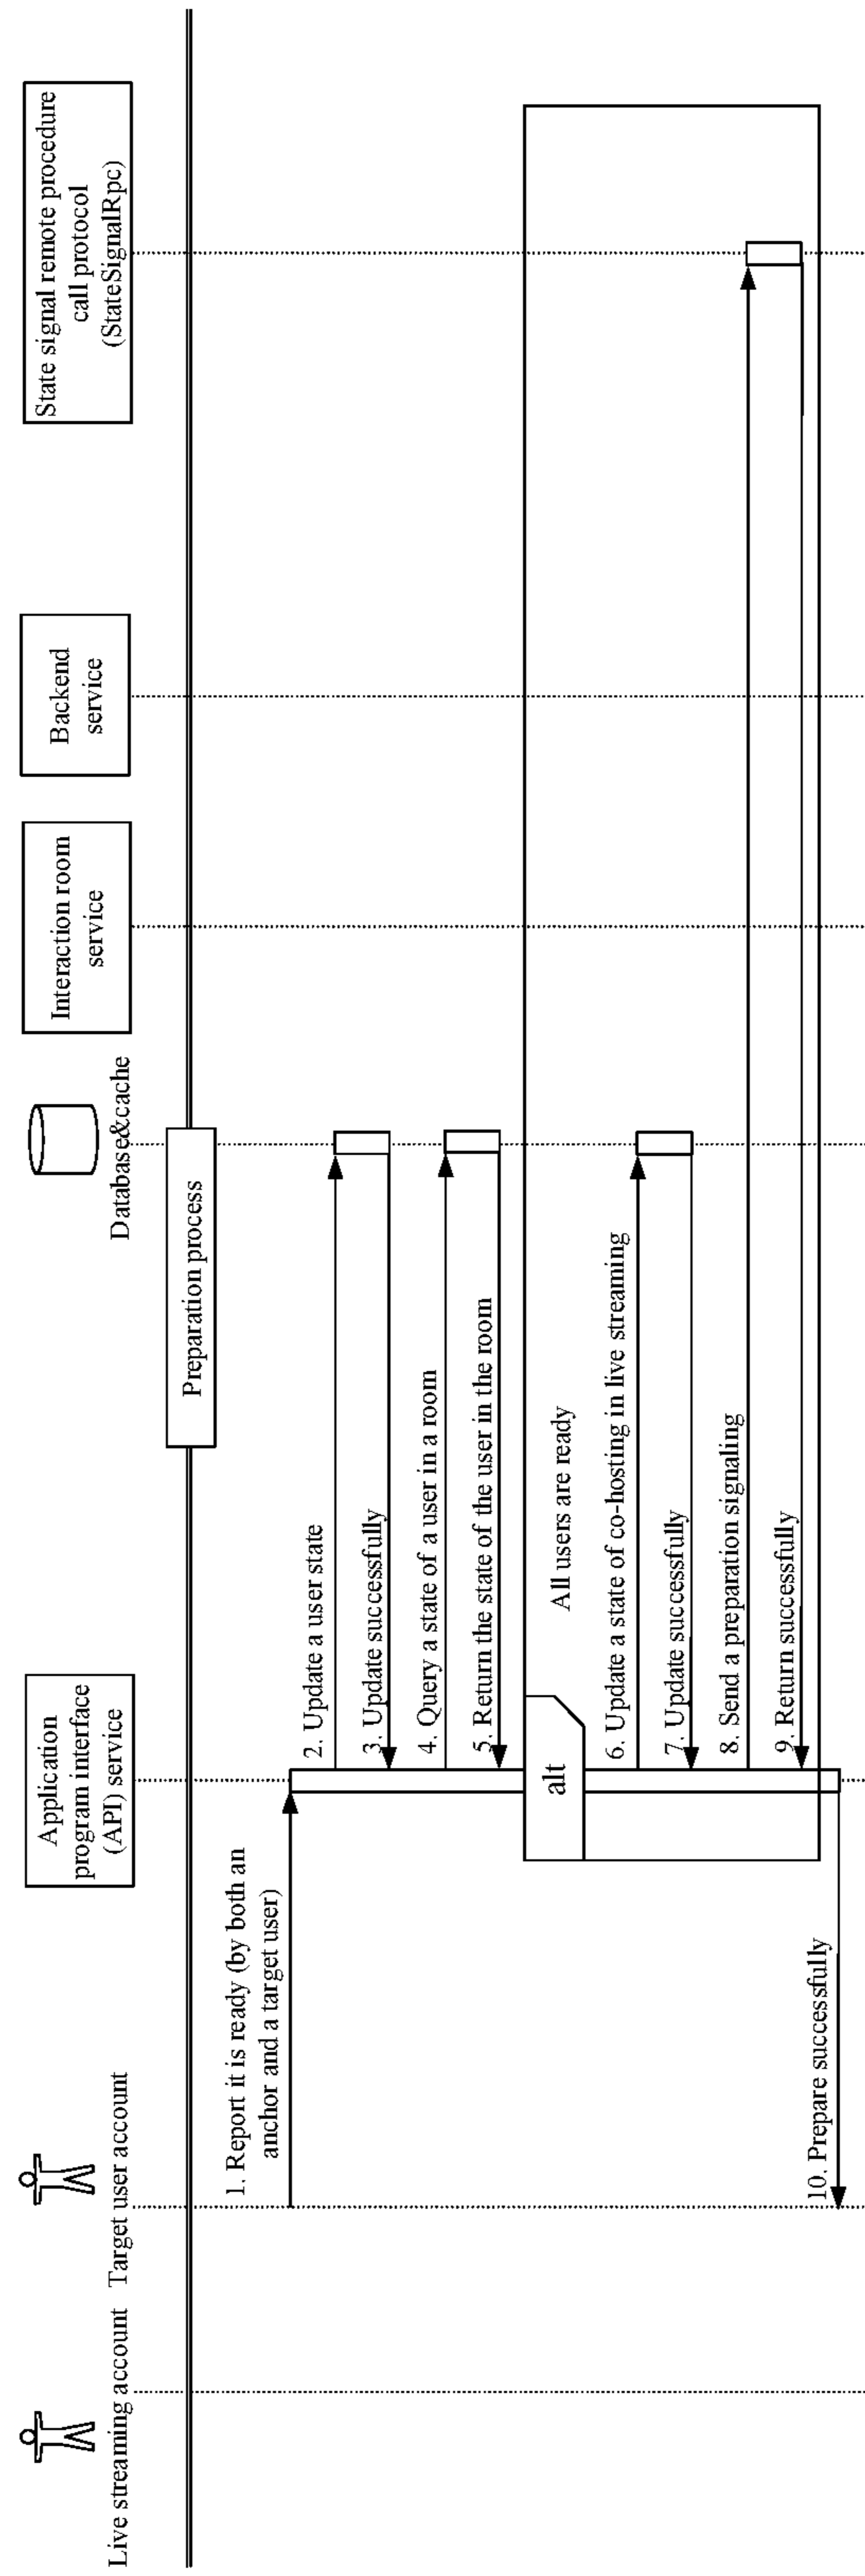 Live streaming account
Target user account
Application
program interface
(API) service
Database&cache
Interaction room
service
Backend
service
State signal remote procedure
call protocol
(StateSignalRpc)
Preparation process
1. Report it is ready (by both an
anchor and a target user)
2. Update a user state
3. Update successfully
4. Query a state of a user in a room
5. Return the state of the user in the room
alt
All users are ready
6. Update a state of co-hosting in live streaming
7. Update successfully
8. Send a preparation signaling
9. Return successfully
10. Prepare successfully